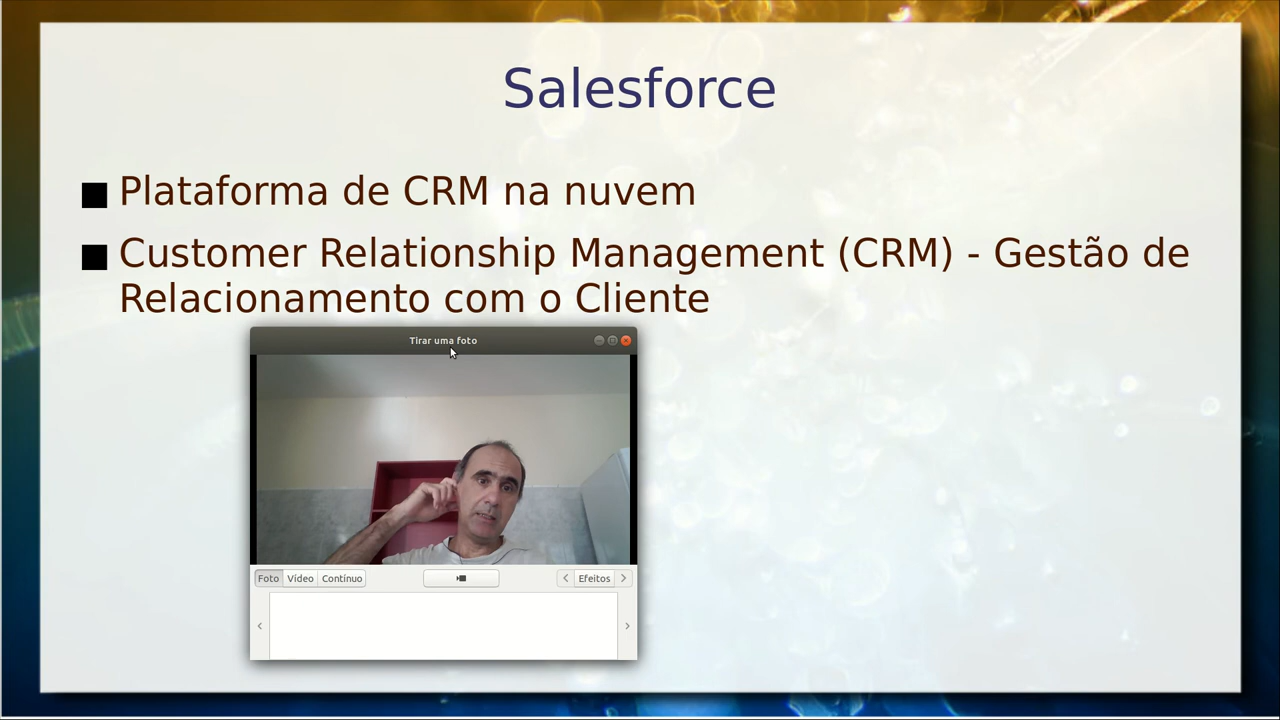 Salesforce
Plataforma de CRM na nuvem
Customer Relationship Management (CRM) - Gestão de
Relacionamento com o Cliente
Tirar uma foto
Foto Vídeo Contínuo Efeitos